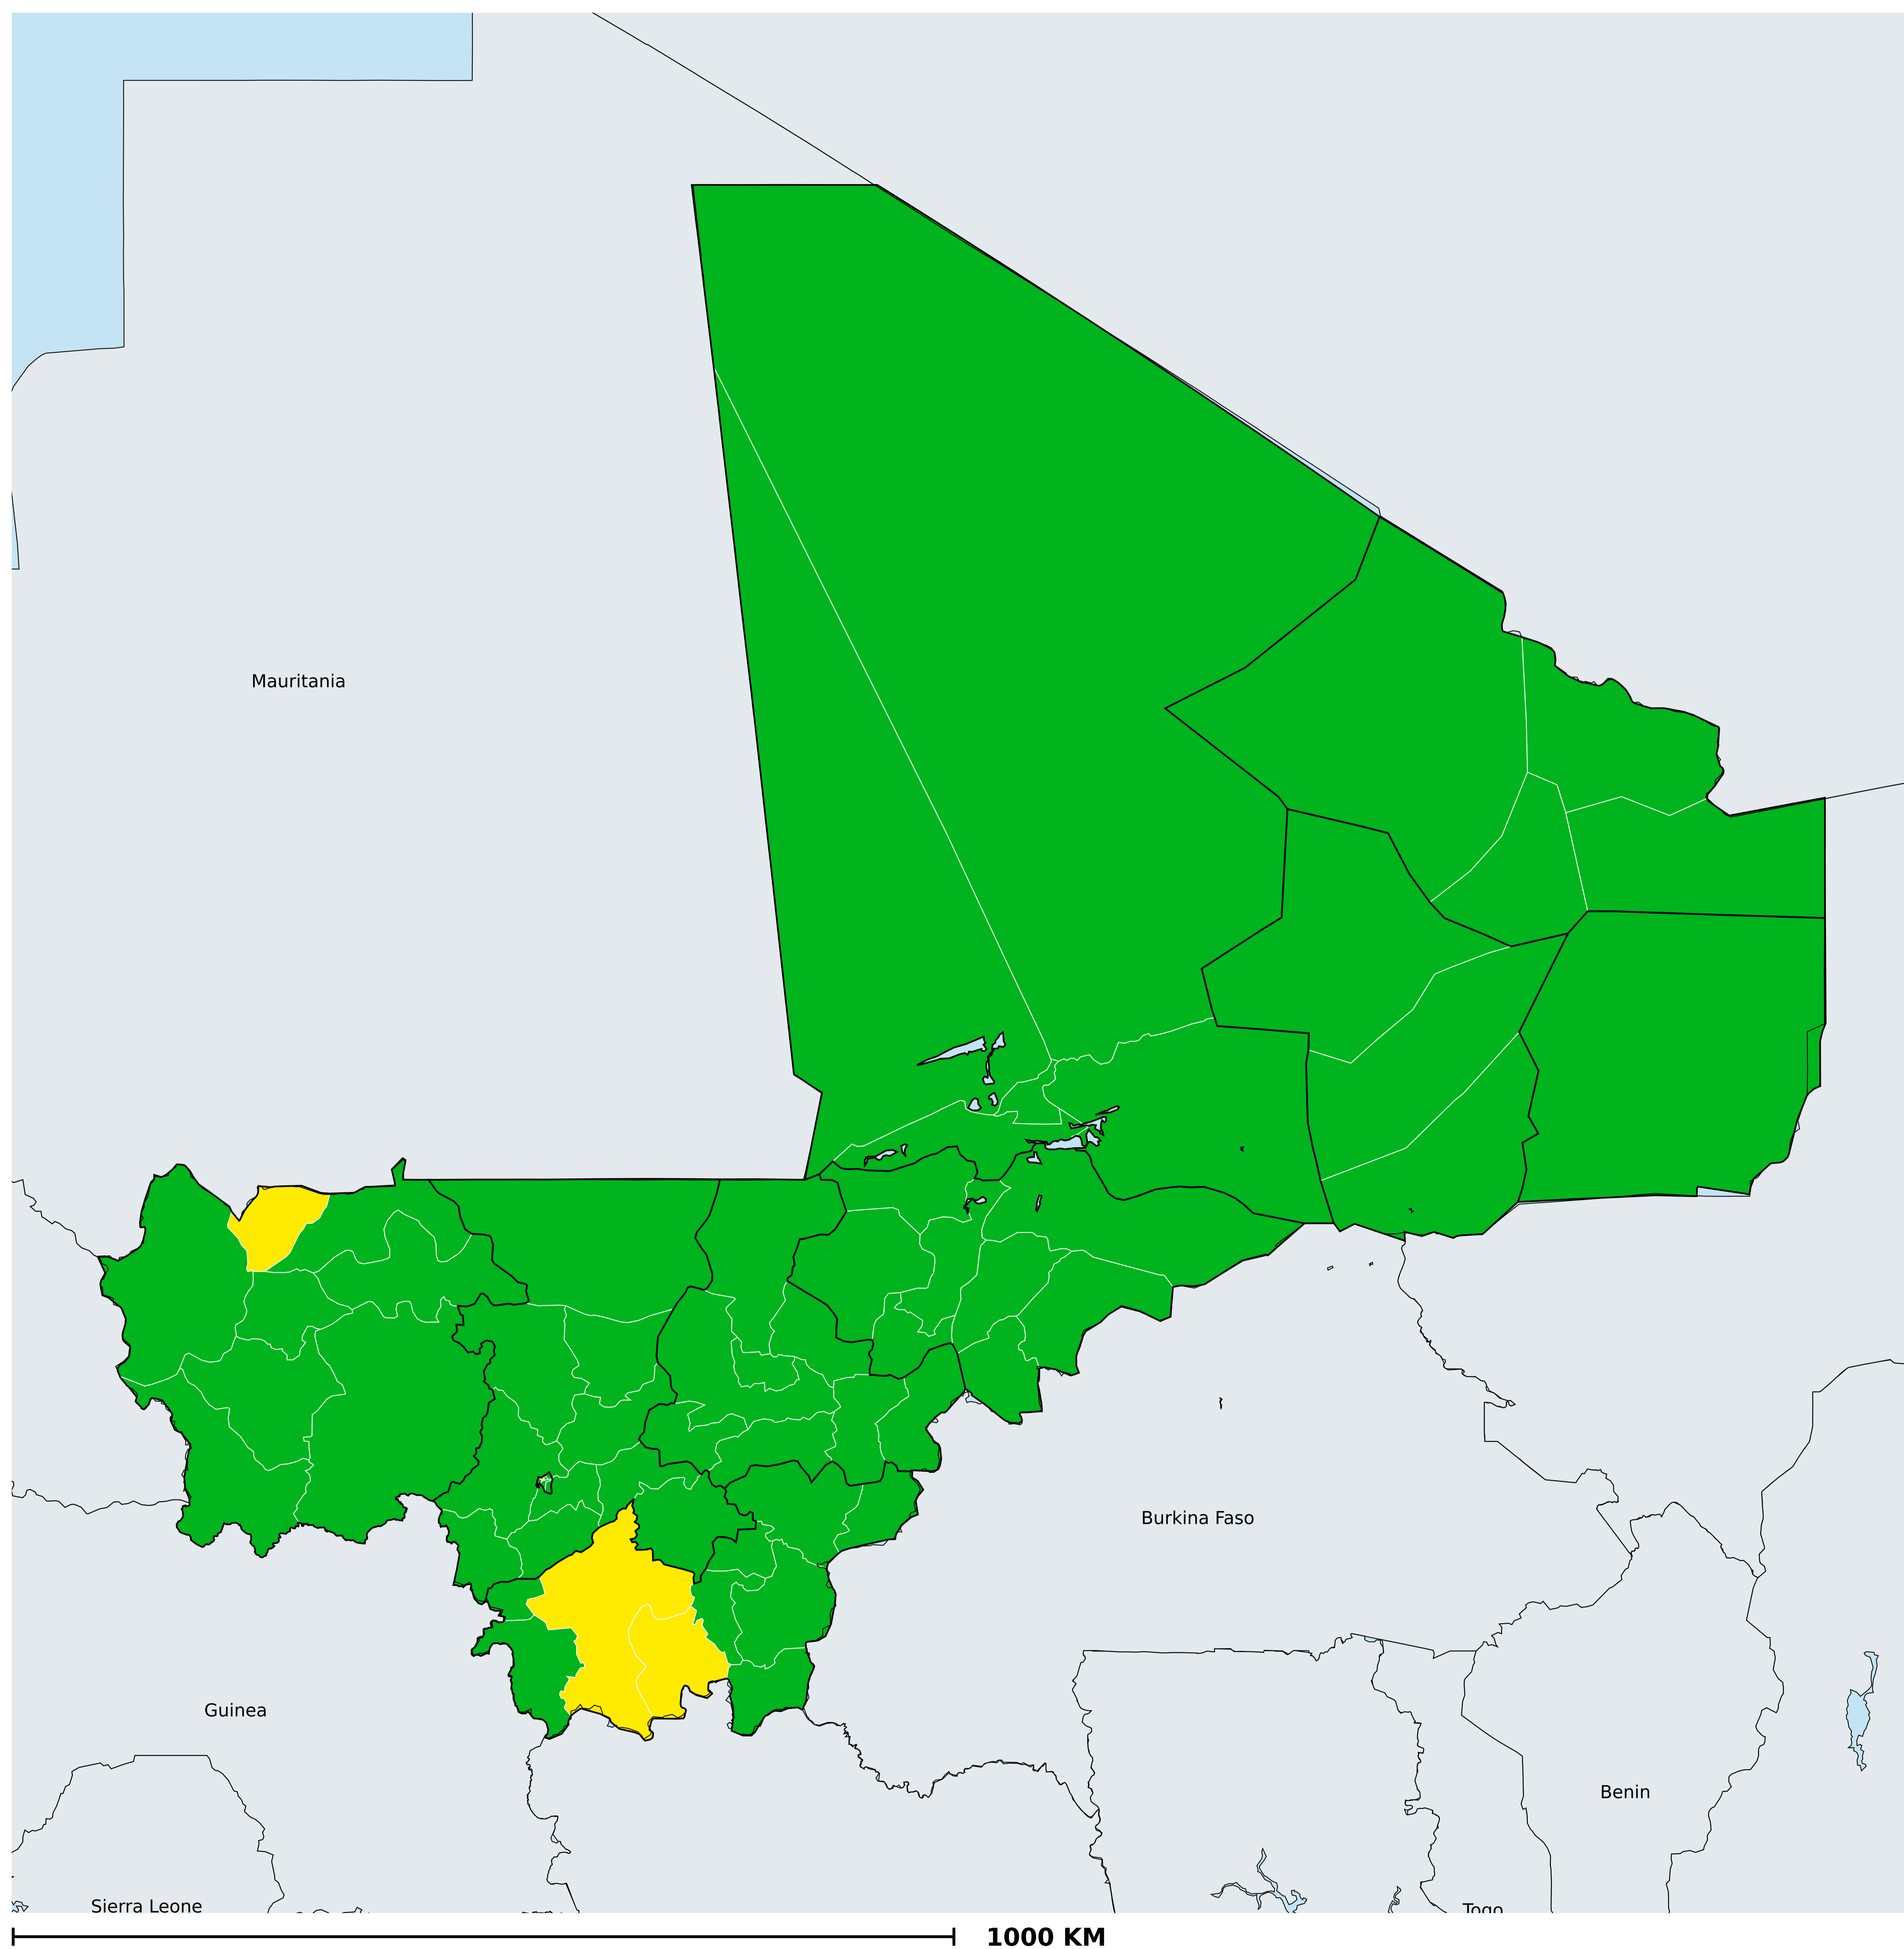 Mauritania
Burkina Faso
Guinea
Benin
Sierra Leone
Togo
1000 KM